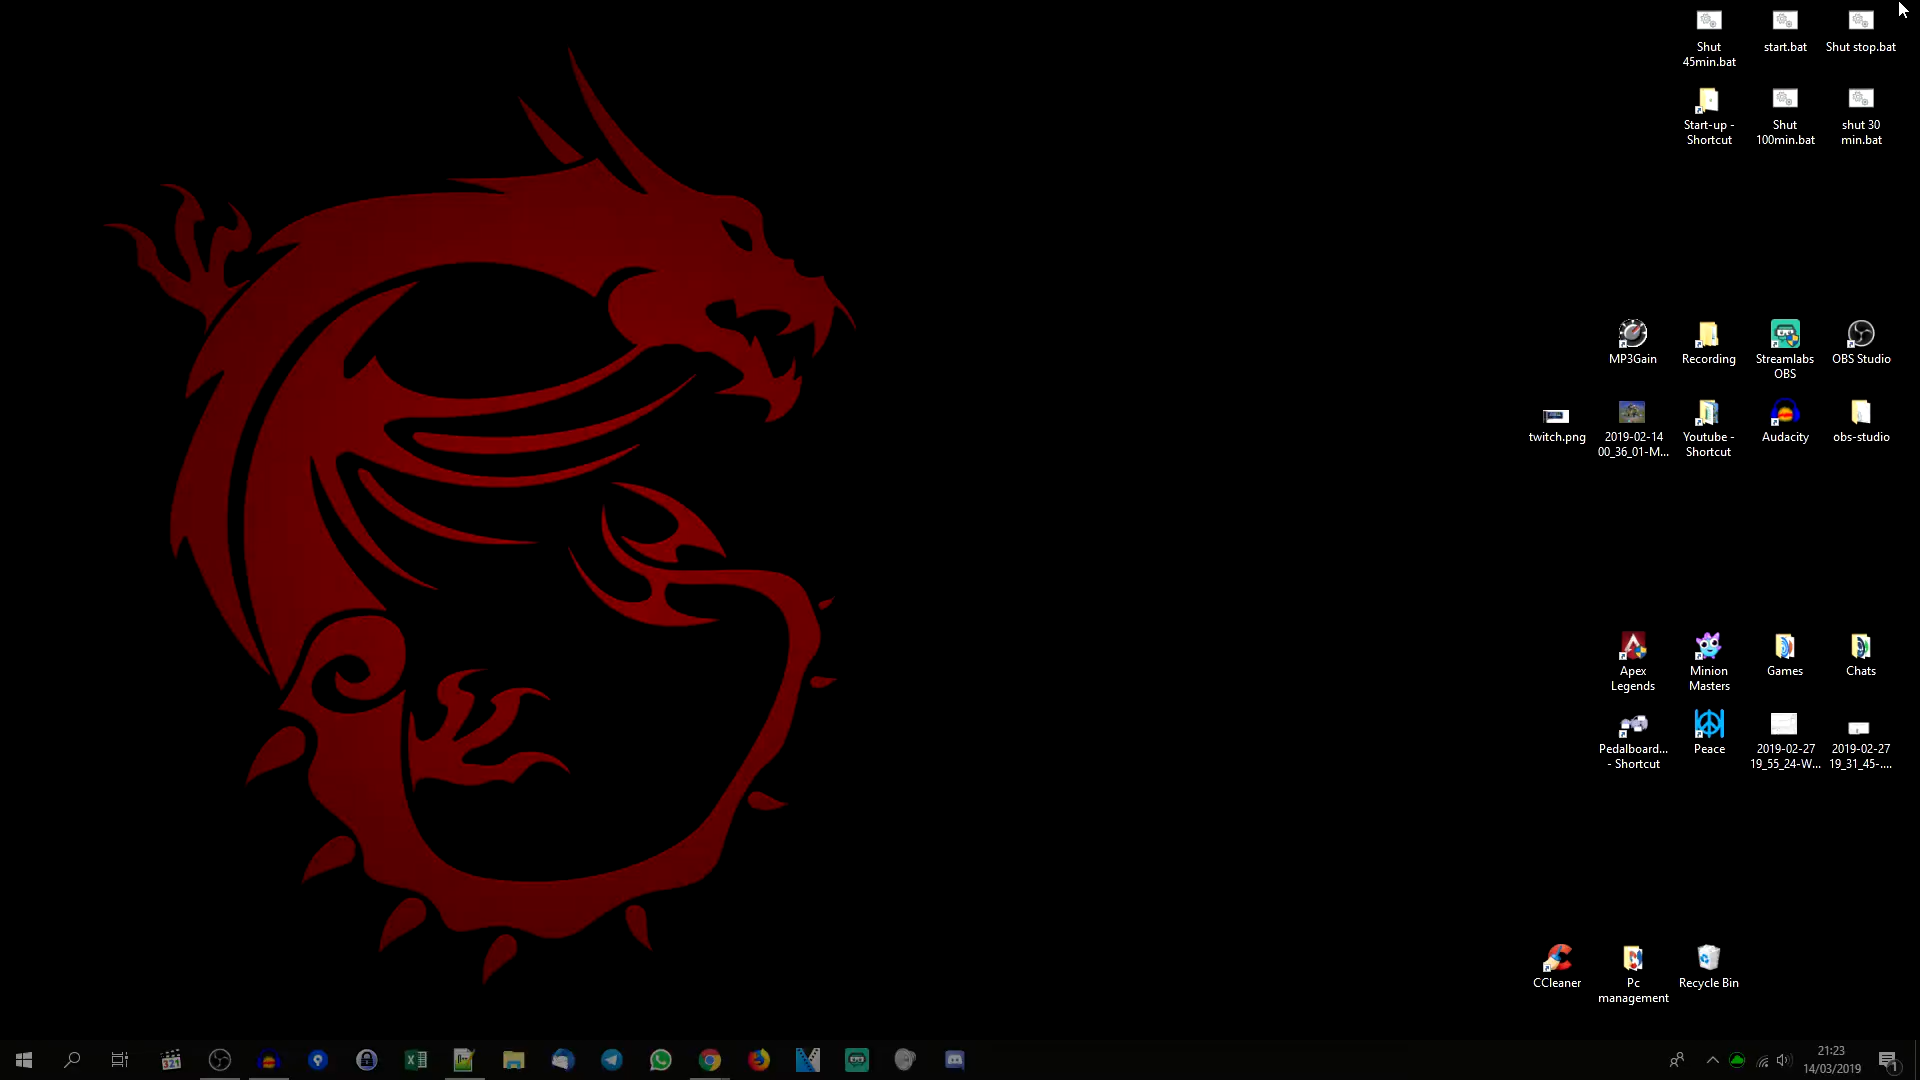 Shut
45min.bat
start.bat
Shut stop.bat
Start-up -
Shortcut
Shut
100min.bat
shut 30
min.bat
MP3Gain
Recording
Streamlabs
OBS
OBS Studio
twitch.png
2019-02-14
00_36_01-M...
Youtube -
Shortcut
Audacity
obs-studio
Apex
Legends
Minion
Masters
Games
Chats
Pedalboard...
- Shortcut
Peace
2019-02-27
19_55_24-W...
2019-02-27
19_31_45-....
CCleaner
Pc
management
Recycle Bin
321
21:23
14/03/2019
1